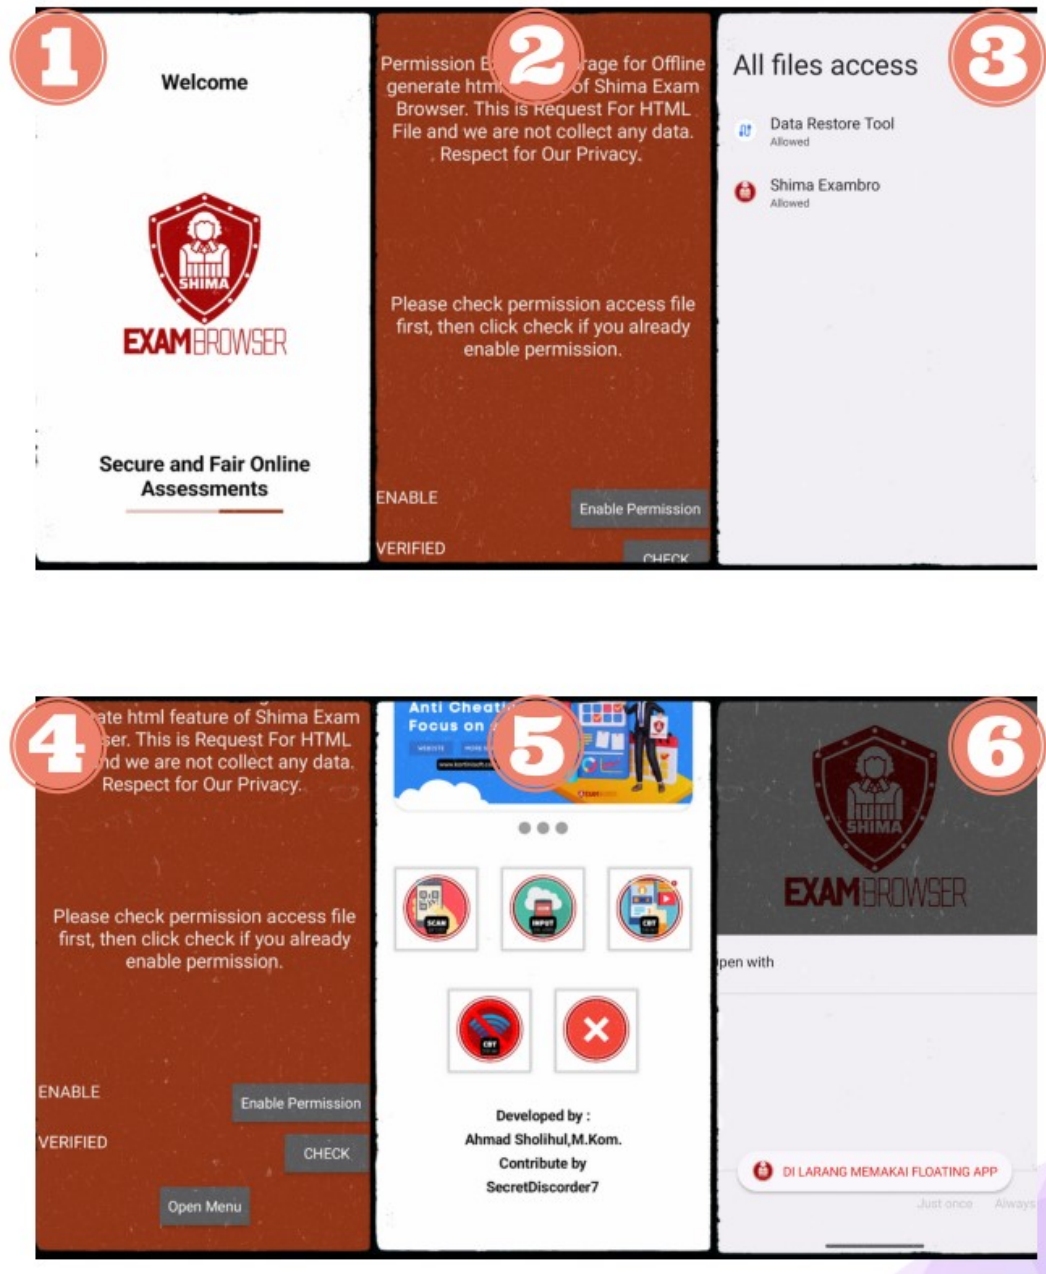 1
Welcome
SHIMA
EXAMBROWSER
Secure and Fair Online
Assessments
2
Permission E rage for Offline
generate htm of Shima Exam
Browser. This is Request For HTML
File and we are not collect any data.
Respect for Our Privacy.
Please check permission access file
first, then click check if you already
enable permission.
ENABLE
Enable Permission
VERIFIED
CHECK
3
All files access
Data Restore Tool
Allowed
Shima Exambro
Allowed
4
ate html feature of Shima Exam
ser. This is Request For HTML
nd we are not collect any data.
Respect for Our Privacy.
Please check permission access file
first, then click check if you already
enable permission.
ENABLE
Enable Permission
VERIFIED
CHECK
Open Menu
5
Anti Cheat
Focus on
WEBSITE
SCAN
INPUT
CBT
CBT
Developed by :
Ahmad Sholihul,M.Kom.
Contribute by
SecretDiscorder7
6
SHIMA
EXAMBROWSER
pen with
DI LARANG MEMAKAI FLOATING APP
Just once
Always